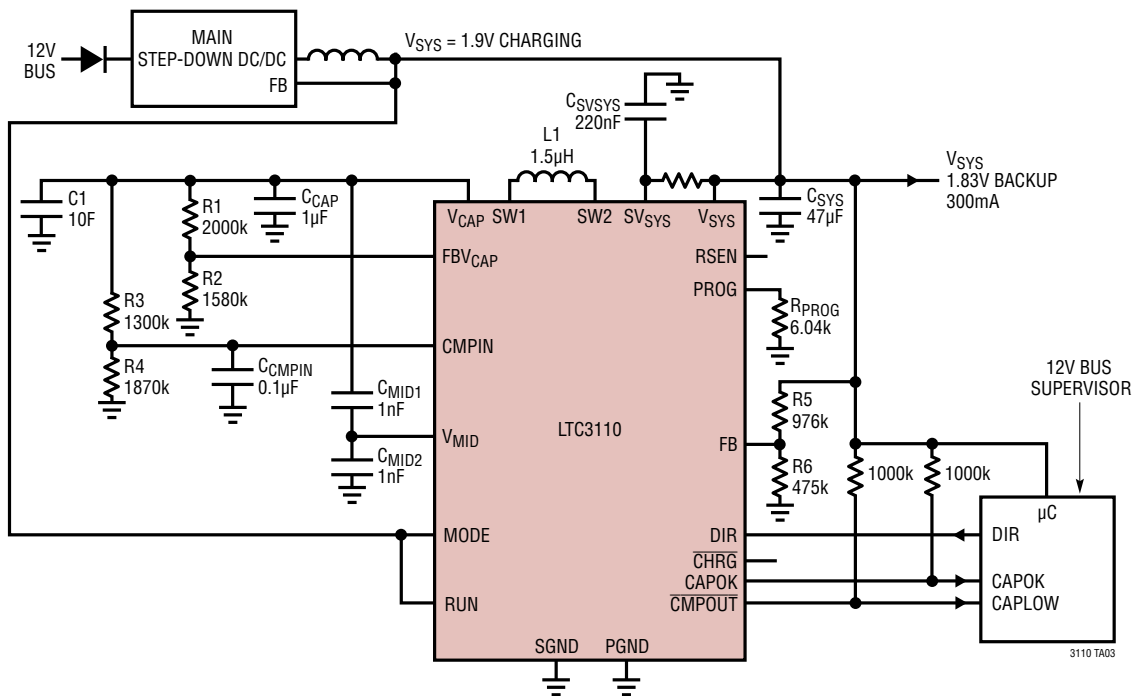 12V
BUS
MAIN
STEP-DOWN DC/DC
FB
VSYS = 1.9V CHARGING
CSVSYS
220nF
L1
1.5µH
C1
10F
R1
2000k
CCAP
1µF
VCAP
SW1
SW2
SVSYS
VSYS
CSYS
47µF
VSYS
1.83V BACKUP
300mA
R2
1580k
FBVCAP
RSEN
PROG
RPROG
6.04k
R3
1300k
R4
1870k
CCMPIN
0.1µF
CMPIN
CMID1
1nF
CMID2
1nF
VMID
LTC3110
FB
R5
976k
R6
475k
1000k
1000k
12V BUS
SUPERVISOR
µC
MODE
RUN
DIR
CHRG
CAPOK
CMPOUT
DIR
CAPOK
CAPLOW
SGND
PGND
3110 TA03